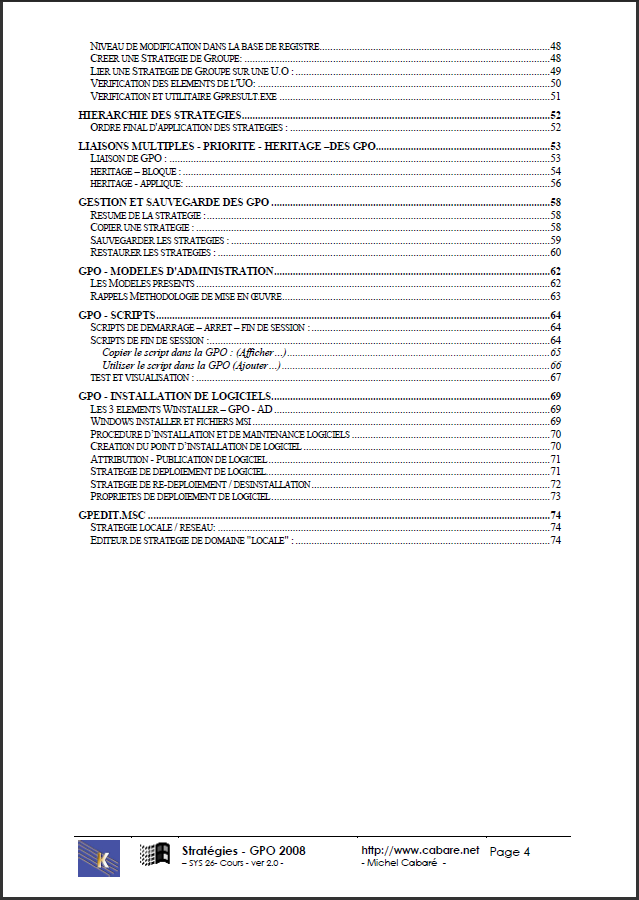 NIVEAU DE MODIFICATION DANS LA BASE DE REGISTRE..........48
CREER UNE STRATEGIE DE GROUPE: ..........48
LIER UNE STRATEGIE DE GROUPE SUR UNE U.O : ..........49
VERIFICATION DES ELEMENTS DE L'UO: ..........50
VERIFICATION ET UTILITAIRE GPRESULT.EXE ..........51
HIERARCHIE DES STRATEGIES..........52
ORDRE FINAL D'APPLICATION DES STRATEGIES : ..........52
LIAISONS MULTIPLES - PRIORITE - HERITAGE –DES GPO..........53
LIAISON DE GPO : ..........53
HERITAGE – BLOQUE : ..........54
HERITAGE - APPLIQUE: ..........56
GESTION ET SAUVEGARDE DES GPO ..........58
RESUME DE LA STRATEGIE : ..........58
COPIER UNE STRATEGIE : ..........58
SAUVEGARDER LES STRATEGIES : ..........59
RESTAURER LES STRATEGIES : ..........60
GPO - MODELES D'ADMINISTRATION..........62
LES MODELES PRESENTS ..........62
RAPPELS METHODOLOGIE DE MISE EN ŒUVRE..........63
GPO - SCRIPTS..........64
SCRIPTS DE DEMARRAGE – ARRET – FIN DE SESSION : ..........64
SCRIPTS DE FIN DE SESSION : ..........64
Copier le script dans la GPO : (Afficher...)..........65
Utiliser le script dans la GPO (Ajouter...)..........66
TEST ET VISUALISATION : ..........67
GPO - INSTALLATION DE LOGICIELS..........69
LES 3 ELEMENTS WINSTALLER – GPO - AD ..........69
WINDOWS INSTALLER ET FICHIERS MSI ..........69
PROCEDURE D’INSTALLATION ET DE MAINTENANCE LOGICIELS ..........70
CREATION DU POINT D’INSTALLATION DE LOGICIEL ..........70
ATTRIBUTION - PUBLICATION DE LOGICIEL..........71
STRATEGIE DE DEPLOIEMENT DE LOGICIEL..........71
STRATEGIE DE RE-DEPLOIEMENT / DESINSTALLATION..........72
PROPRIETES DE DEPLOIEMENT DE LOGICIEL..........73
GPEDIT.MSC ..........74
STRATEGIE LOCALE / RESEAU: ..........74
EDITEUR DE STRATEGIE DE DOMAINE "LOCALE" : ..........74
K
Stratégies - GPO 2008
http://www.cabare.net Page 4
– SYS 26- Cours - ver 2.0 -
- Michel Cabaré -